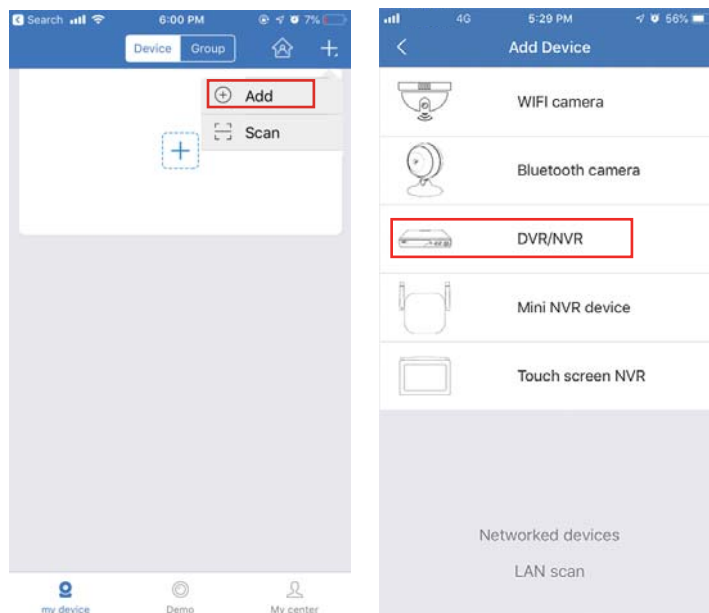 Search 6:00 PM 7%
Device Group
Add
Scan
my device Demo My center
4G 5:29 PM 56%
Add Device
WIFI camera
Bluetooth camera
DVR/NVR
Mini NVR device
Touch screen NVR
Networked devices
LAN scan